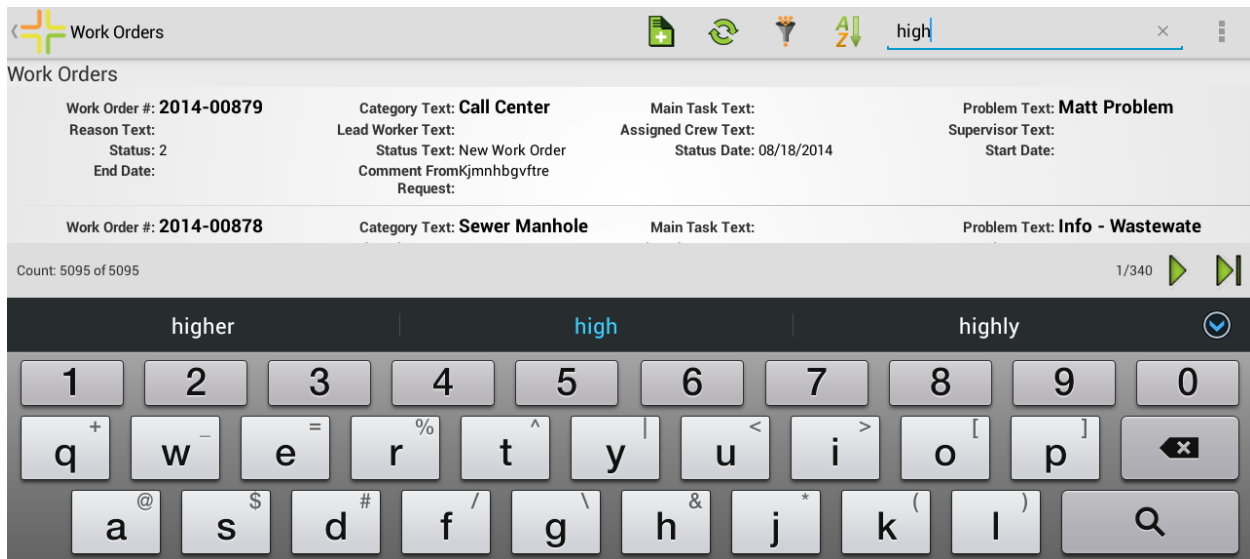 Work Orders
high
Work Orders
Work Order #: 2014-00879 Category Text: Call Center Main Task Text: Problem Text: Matt Problem
Reason Text: Lead Worker Text: Assigned Crew Text: Supervisor Text:
Status: 2 Status Text: New Work Order Status Date: 08/18/2014 Start Date:
End Date: Comment From Kjmnhbgvftre
Request:
Work Order #: 2014-00878 Category Text: Sewer Manhole Main Task Text: Problem Text: Info - Wastewate
Count: 5095 of 5095 1/340
higher high highly
1 2 3 4 5 6 7 8 9 0
+ _ = % ^ | < > [ ]
q w e r t y u i o p
@ $ # / \ & * ( )
a s d f g h j k l